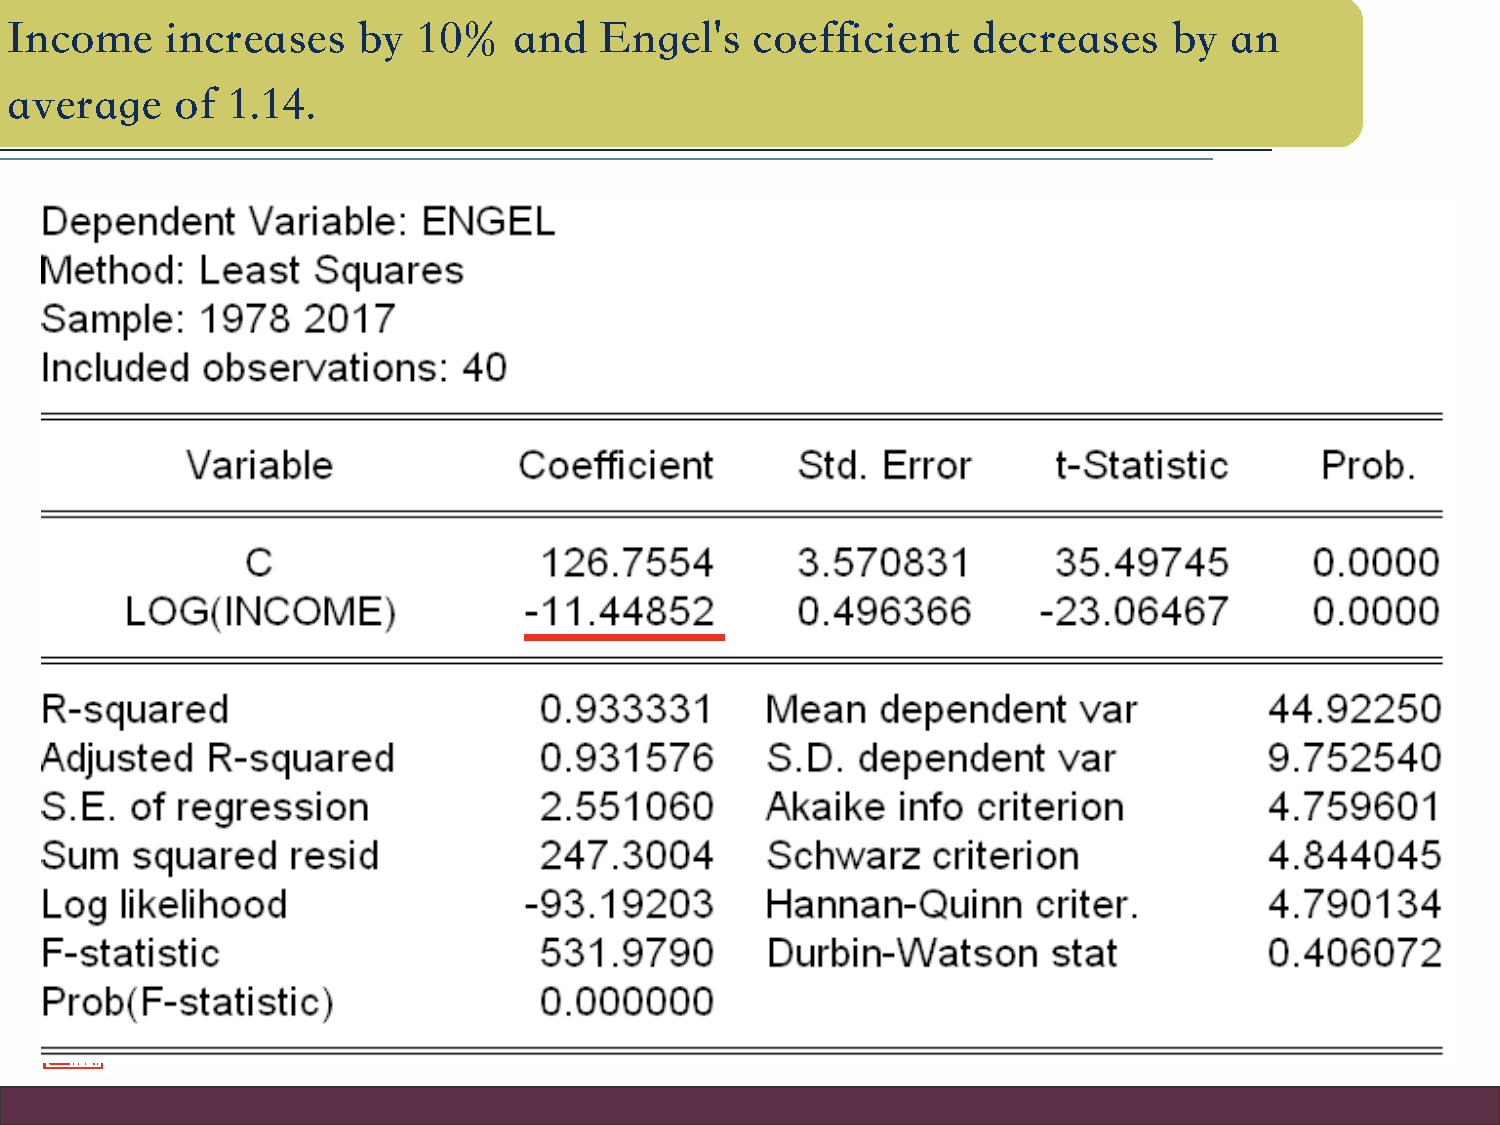 Income increases by 10% and Engel's coefficient decreases by an
average of 1.14.
Dependent Variable: ENGEL
Method: Least Squares
Sample: 1978 2017
Included observations: 40
Variable Coefficient Std. Error t-Statistic Prob.
C 126.7554 3.570831 35.49745 0.0000
LOG(INCOME) -11.44852 0.496366 -23.06467 0.0000
R-squared 0.933331 Mean dependent var 44.92250
Adjusted R-squared 0.931576 S.D. dependent var 9.752540
S.E. of regression 2.551060 Akaike info criterion 4.759601
Sum squared resid 247.3004 Schwarz criterion 4.844045
Log likelihood -93.19203 Hannan-Quinn criter. 4.790134
F-statistic 531.9790 Durbin-Watson stat 0.406072
Prob(F-statistic) 0.000000